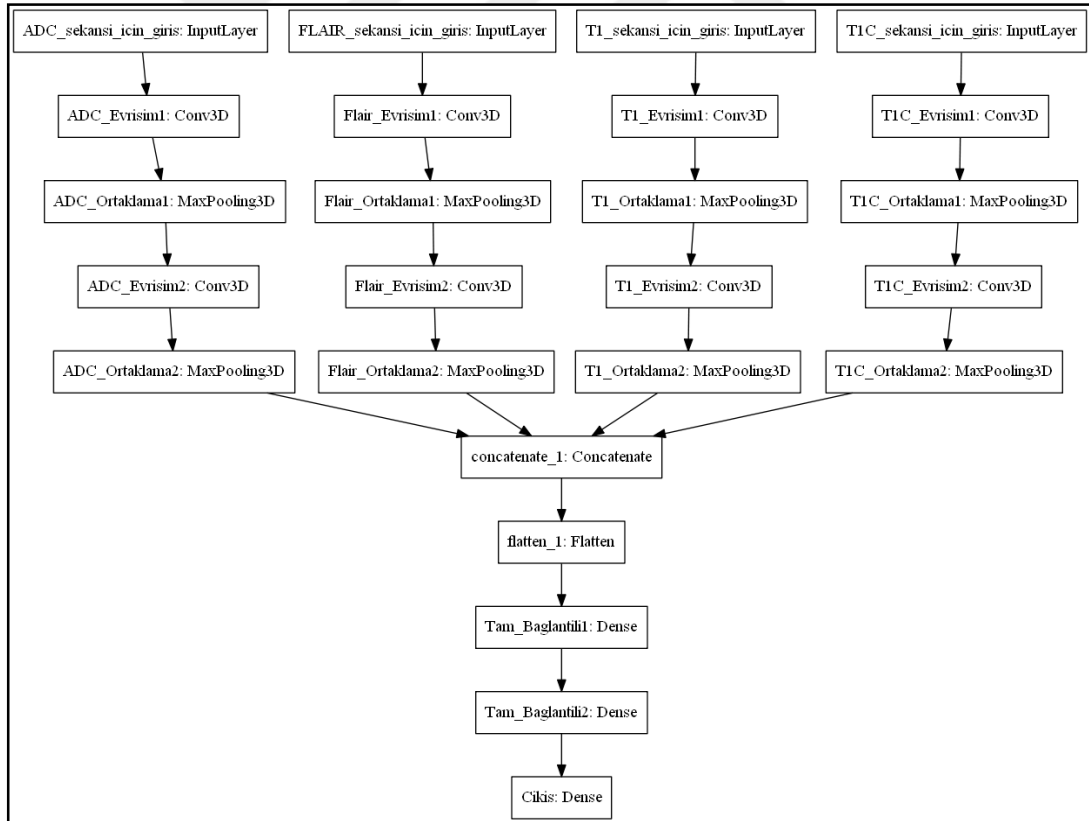 ADC_sekansi_icin_giris: InputLayer
FLAIR_sekansi_icin_giris: InputLayer
T1_sekansi_icin_giris: InputLayer
T1C_sekansi_icin_giris: InputLayer
ADC_Evrisim1: Conv3D
Flair_Evrisim1: Conv3D
T1_Evrisim1: Conv3D
T1C_Evrisim1: Conv3D
ADC_Ortaklama1: MaxPooling3D
Flair_Ortaklama1: MaxPooling3D
T1_Ortaklama1: MaxPooling3D
T1C_Ortaklama1: MaxPooling3D
ADC_Evrisim2: Conv3D
Flair_Evrisim2: Conv3D
T1_Evrisim2: Conv3D
T1C_Evrisim2: Conv3D
ADC_Ortaklama2: MaxPooling3D
Flair_Ortaklama2: MaxPooling3D
T1_Ortaklama2: MaxPooling3D
T1C_Ortaklama2: MaxPooling3D
concatenate_1: Concatenate
flatten_1: Flatten
Tam_Baglantili1: Dense
Tam_Baglantili2: Dense
Cikis: Dense